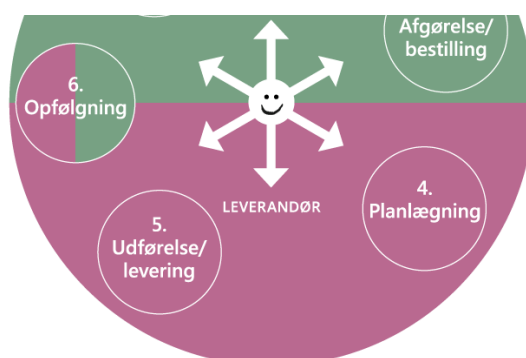 Afgørelse/
bestilling
6.
Opfølgning
4.
Planlægning
LEVERANDØR
5.
Udførelse/
levering